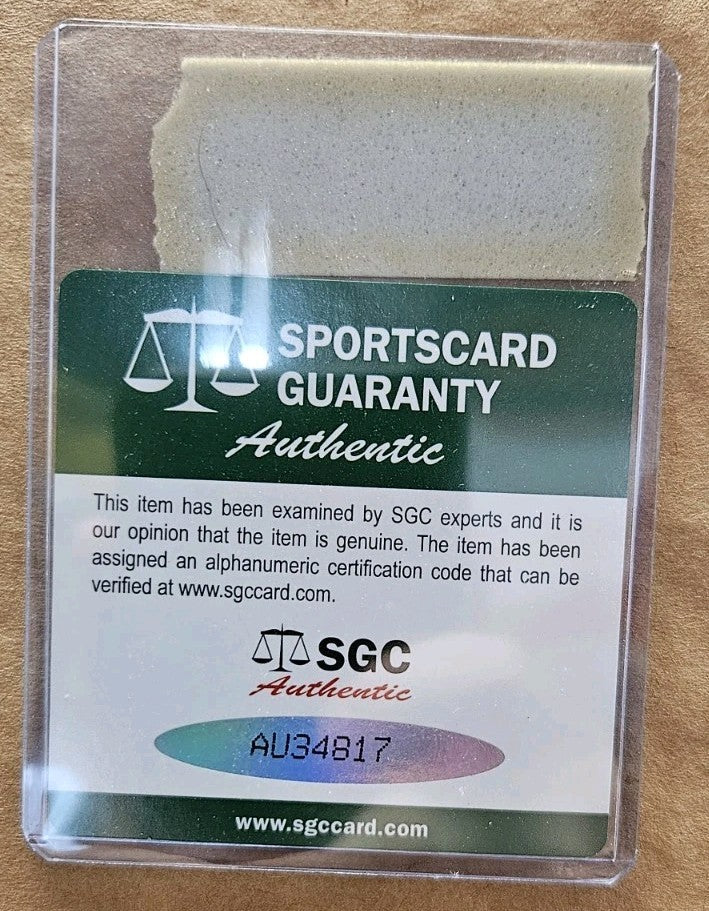 SPORTSCARD
GUARANTY
Authentic
This item has been examined by SGC experts and it is
our opinion that the item is genuine. The item has been
assigned an alphanumeric certification code that can be
verified at www.sgccard.com.
SGC
Authentic
AU34817
www.sgccard.com